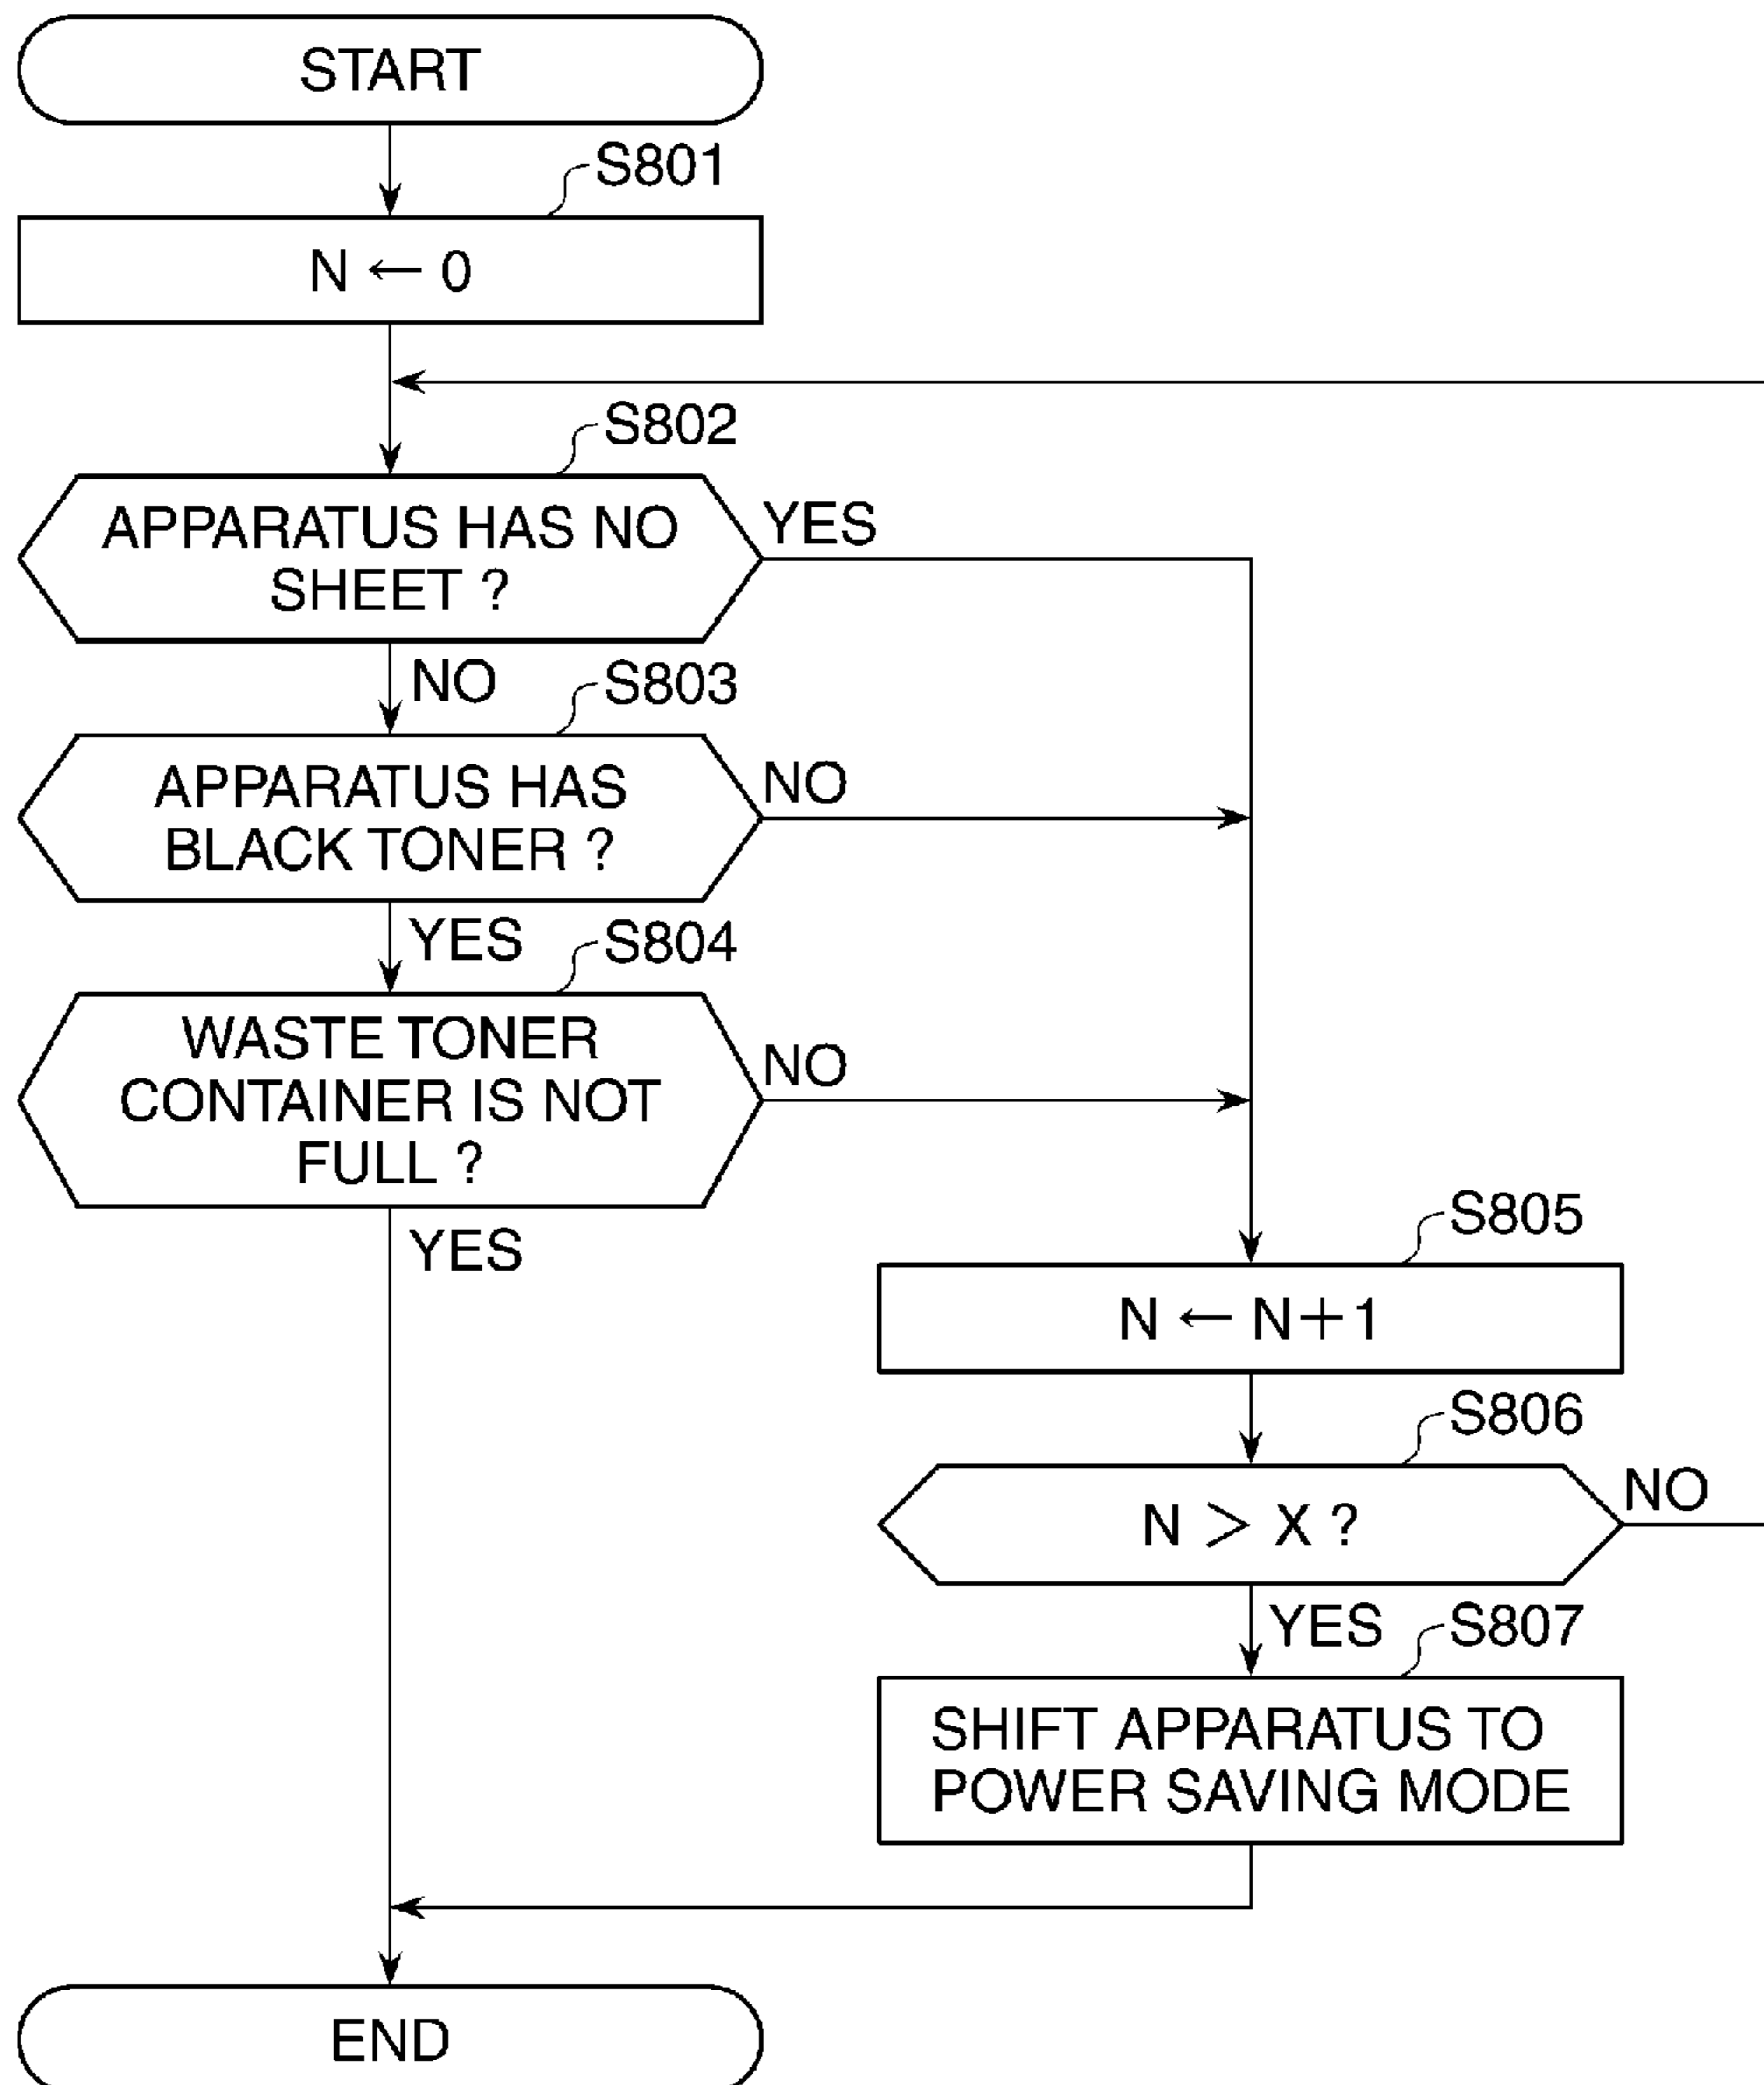 START
S801
N ← 0
S802
APPARATUS HAS NO
SHEET ?
YES
NO
S803
APPARATUS HAS
BLACK TONER ?
NO
YES
S804
WASTE TONER
CONTAINER IS NOT
FULL ?
NO
YES
S805
N ← N+1
S806
N > X ?
NO
YES
S807
SHIFT APPARATUS TO
POWER SAVING MODE
END